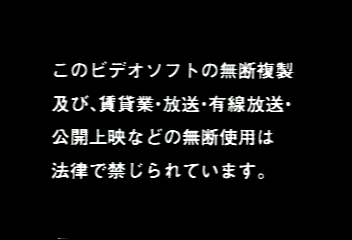 このビデオソフトの無断複製
及び、賃貸業・放送・有線放送・
公開上映などの無断使用は
法律で禁じられています。